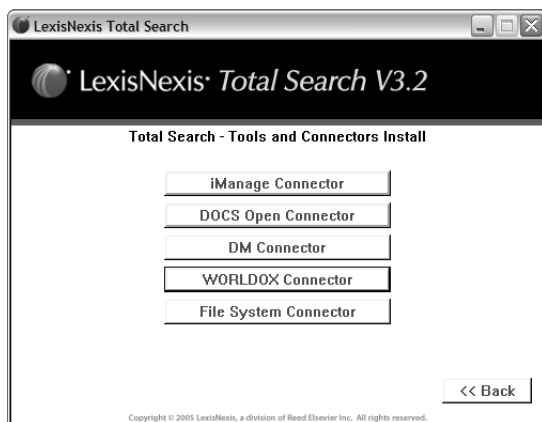 LexisNexis Total Search
LexisNexis® Total Search V3.2
Total Search - Tools and Connectors Install
iManage Connector
DOCS Open Connector
DM Connector
WORLDOX Connector
File System Connector
<< Back
Copyright © 2005 LexisNexis, a division of Reed Elsevier Inc. All rights reserved.